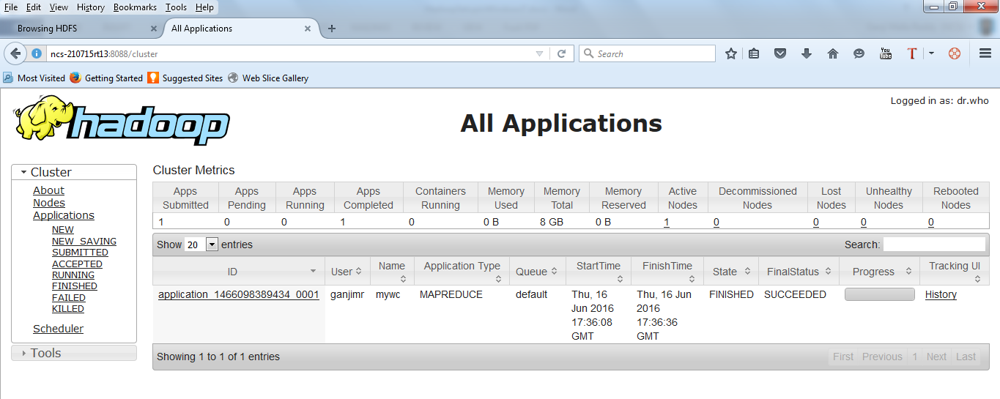 File Edit View History Bookmarks Tools Help
Browsing HDFS × All Applications × +
ncs-210715rt13:8088/cluster Search You Tube T
Most Visited Getting Started Suggested Sites Web Slice Gallery
Logged in as: dr.who
hadoop All Applications
Cluster
About
Nodes
Applications
NEW
NEW_SAVING
SUBMITTED
ACCEPTED
RUNNING
FINISHED
FAILED
KILLED
Scheduler
Tools
Cluster Metrics
Apps Submitted Apps Pending Apps Running Apps Completed Containers Running Memory Used Memory Total Memory Reserved Active Nodes Decommissioned Nodes Lost Nodes Unhealthy Nodes Rebooted Nodes
1 0 0 1 0 0 B 8 GB 0 B 1 0 0 0 0
Show 20 entries Search:
ID User Name Application Type Queue StartTime FinishTime State FinalStatus Progress Tracking UI
application_1466098389434_0001 ganjimr mywc MAPREDUCE default Thu, 16 Jun 2016 17:36:08 GMT Thu, 16 Jun 2016 17:36:36 GMT FINISHED SUCCEEDED History
Showing 1 to 1 of 1 entries First Previous 1 Next Last